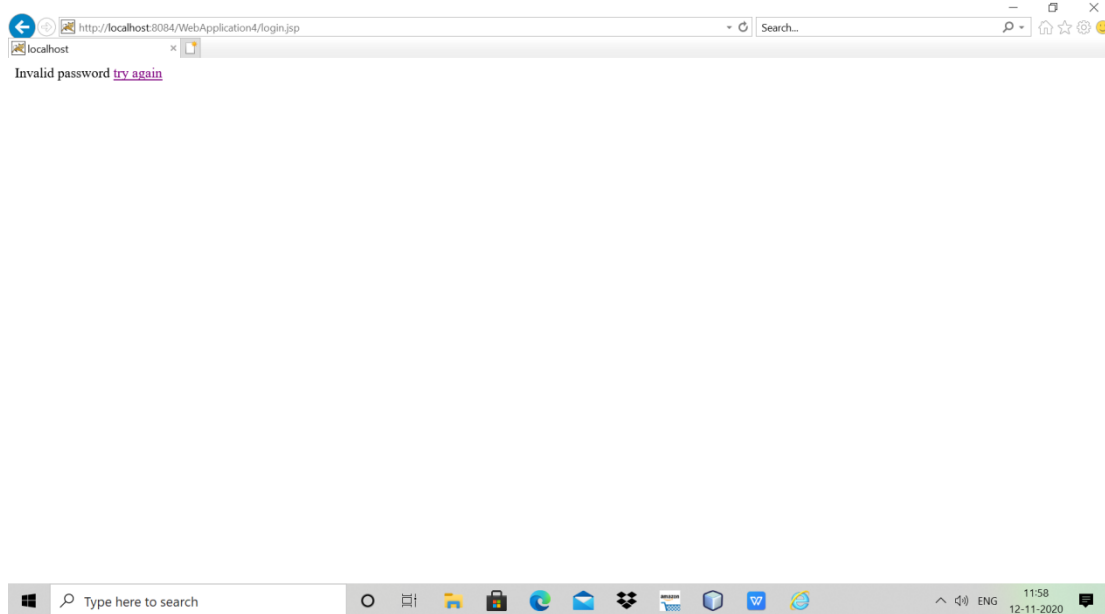 http://localhost:8084/WebApplication4/login.jsp
Search...
localhost
Invalid password try again
Type here to search
amazon
W
ENG
11:58
12-11-2020